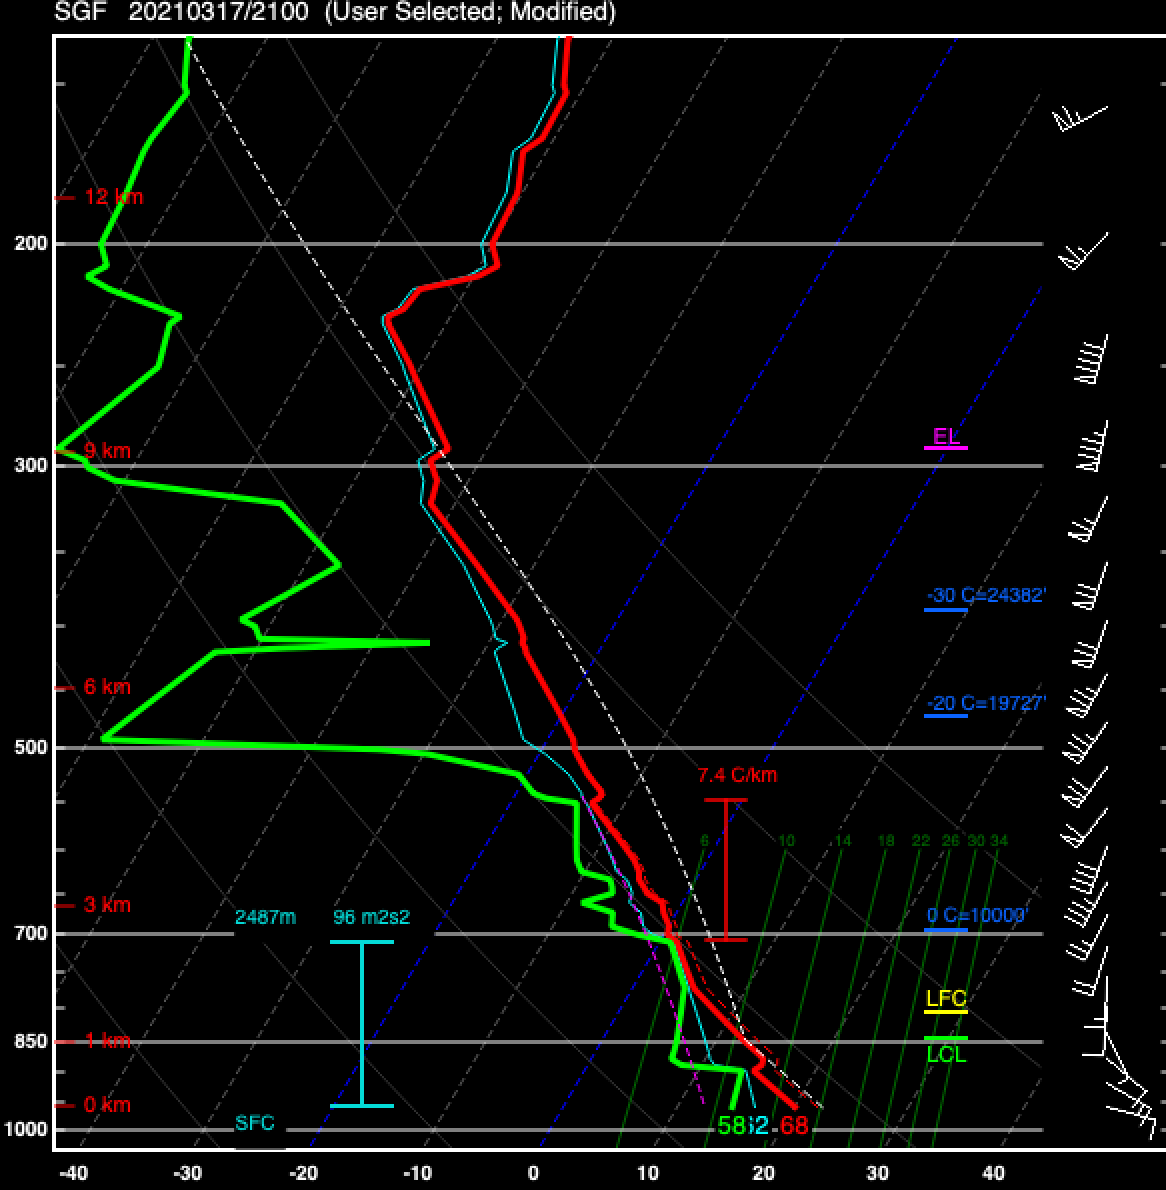 SGF 20210317/2100 (User Selected; Modified)
12 km
200
EL
9 km
300
-30 C=24382'
6 km
-20 C=19727'
500
7.4 C/km
6 10 14 18 22 26 30 34
3 km
2487m 96 m2s2
0 C=10009'
700
LFC
850
1 km
LCL
0 km
SFC
58 62 68
1000
-40 -30 -20 -10 0 10 20 30 40